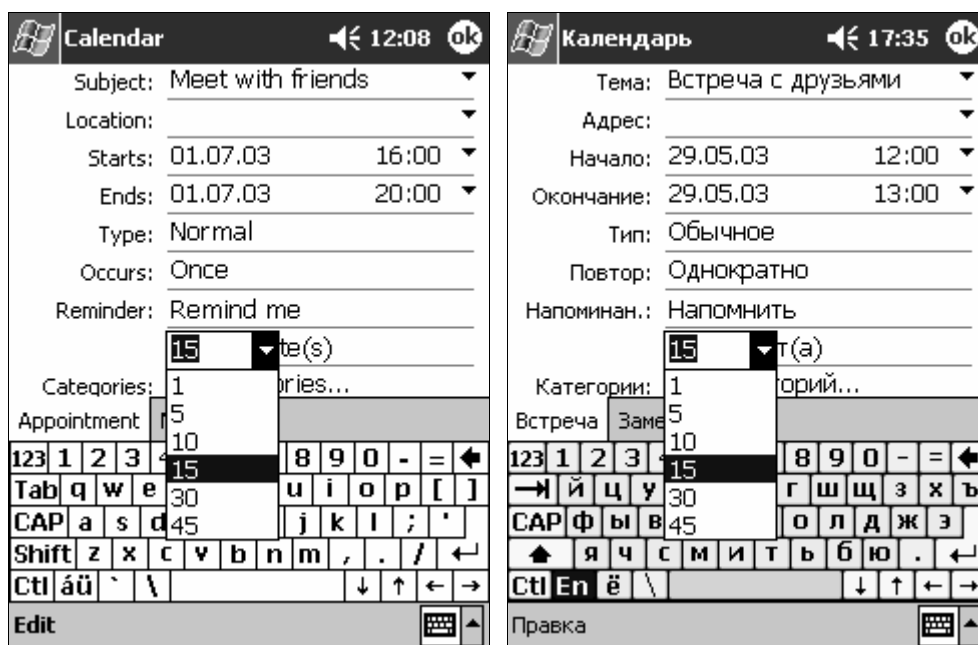 Calendar 12:08 ok
Subject: Meet with friends
Location:
Starts: 01.07.03 16:00
Ends: 01.07.03 20:00
Type: Normal
Occurs: Once
Reminder: Remind me
15 te(s)
Categories: ories...
1
5
10
15
30
45
Appointment
123 1 2 3 8 9 0 - =
Tab q w e u i o p [ ]
CAP a s d j k l ; '
Shift z x c v b n m , . /
Ctl áü ` \ ↓ ↑ ← →
Edit
Календарь 17:35 ok
Тема: Встреча с друзьями
Адрес:
Начало: 29.05.03 12:00
Окончание: 29.05.03 13:00
Тип: Обычное
Повтор: Однократно
Напоминан.: Напомнить
15 т(а)
Категории: орий...
1
5
10
15
30
45
Встреча Заме
123 1 2 3 8 9 0 - =
й ц у г ш щ з х ъ
CAP ф ы в о л д ж э
я ч с м и т ь б ю .
Ctl En ё \ ↓ ↑ ← →
Правка